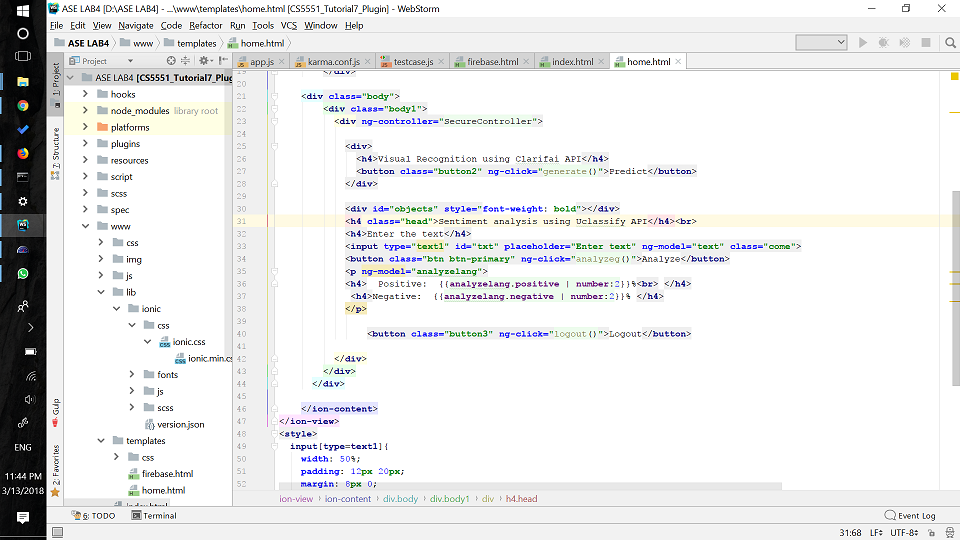 ASE LAB4 [D:\ASE LAB4] - ...\www\templates\home.html [CS5551_Tutorial7_Plugin] - WebStorm
File Edit View Navigate Code Refactor Run Tools VCS Window Help
ASE LAB4 www templates home.html
Project
app.js karma.conf.js testcase.js firebase.html index.html home.html
1: Project
7: Structure
Gulp
2: Favorites
ASE LAB4 [CS5551_Tutorial7_Plug
hooks
node_modules library root
platforms
plugins
resources
script
scss
spec
www
css
img
js
lib
ionic
css
ionic.css
ionic.min.cs
fonts
js
scss
version.json
templates
css
firebase.html
home.html
index.html
19 </div>
20
21 <div class="body">
22 <div class="body1">
23 <div ng-controller="SecureController">
24
25 <div>
26 <h4>Visual Recognition using Clarifai API</h4>
27 <button class="button2" ng-click="generate()">Predict</button>
28 </div>
29
30 <div id="objects" style="font-weight: bold"></div>
31 <h4 class="head">Sentiment analysis using Uclassify API</h4><br>
32 <h4>Enter the text</h4>
33 <input type="text1" id="txt" placeholder="Enter text" ng-model="text" class="come">
34 <button class="btn btn-primary" ng-click="analyzeg()">Analyze</button>
35 <p ng-model="analyzelang">
36 <h4> Positive: {{analyzelang.positive | number:2}}%<br> </h4>
37 <h4>Negative: {{analyzelang.negative | number:2}}% </h4>
38 </p>
39
40 <button class="button3" ng-click="logout()">Logout</button>
41
42 </div>
43 </div>
44 </div>
45
46 </ion-content>
47 </ion-view>
48 <style>
49 input[type=text1]{
50 width: 50%;
51 padding: 12px 20px;
52 margin: 8px 0;
ion-view ion-content div.body div.body1 div h4.head
6: TODO Terminal Event Log
31:68 LF UTF-8
ENG
11:44 PM
3/13/2018